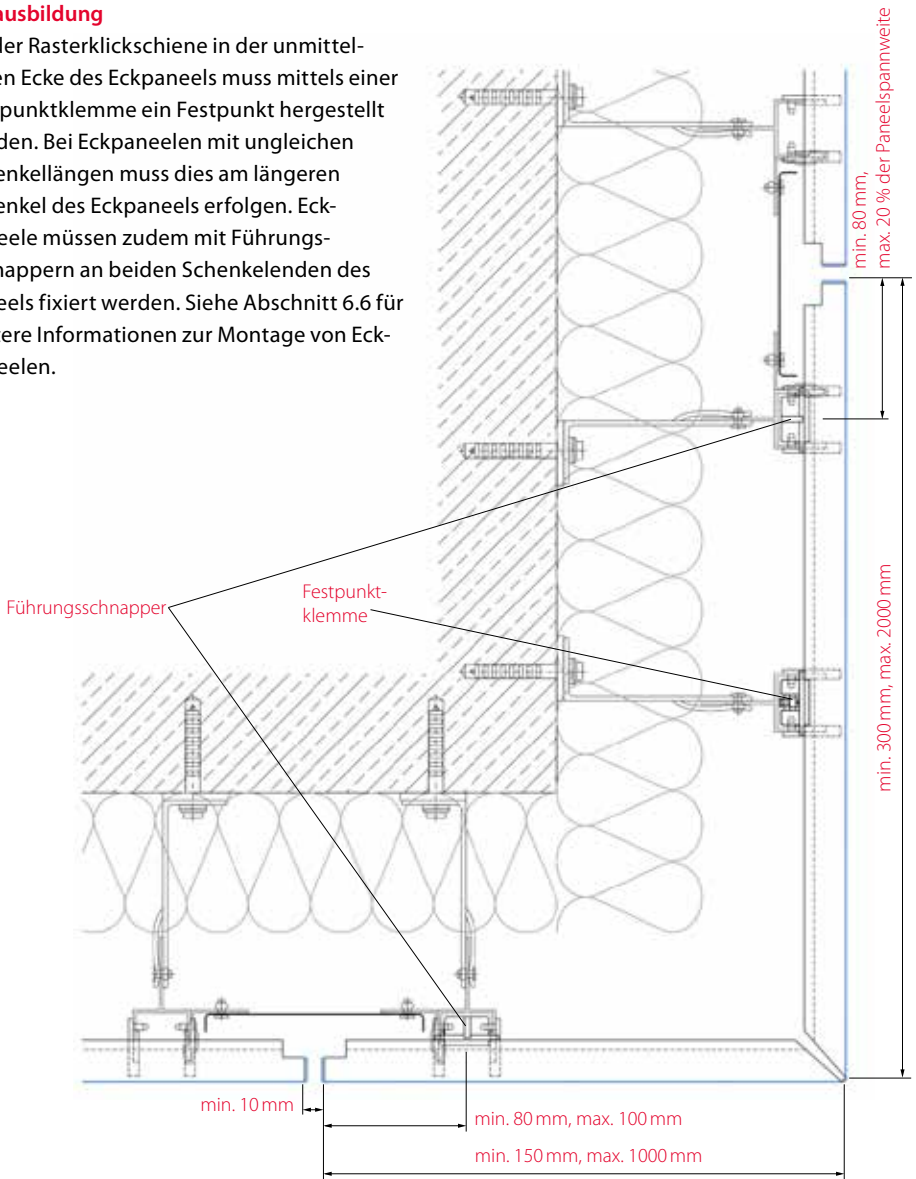 ausbildung
ler Rasterklickschiene in der unmittel-
en Ecke des Eckpaneels muss mittels einer
punktklemme ein Festpunkt hergestellt
den. Bei Eckpaneelen mit ungleichen
enkellängen muss dies am längeren
enkel des Eckpaneels erfolgen. Eck-
eele müssen zudem mit Führungs-
nappern an beiden Schenkelenden des
eels fixiert werden. Siehe Abschnitt 6.6 für
tere Informationen zur Montage von Eck-
eelen.
min. 80 mm,
max. 20 % der Paneelspannweite
Führungsschnapper
Festpunkt-
klemme
min. 300 mm, max. 2000 mm
min. 10 mm
min. 80 mm, max. 100 mm
min. 150 mm, max. 1000 mm